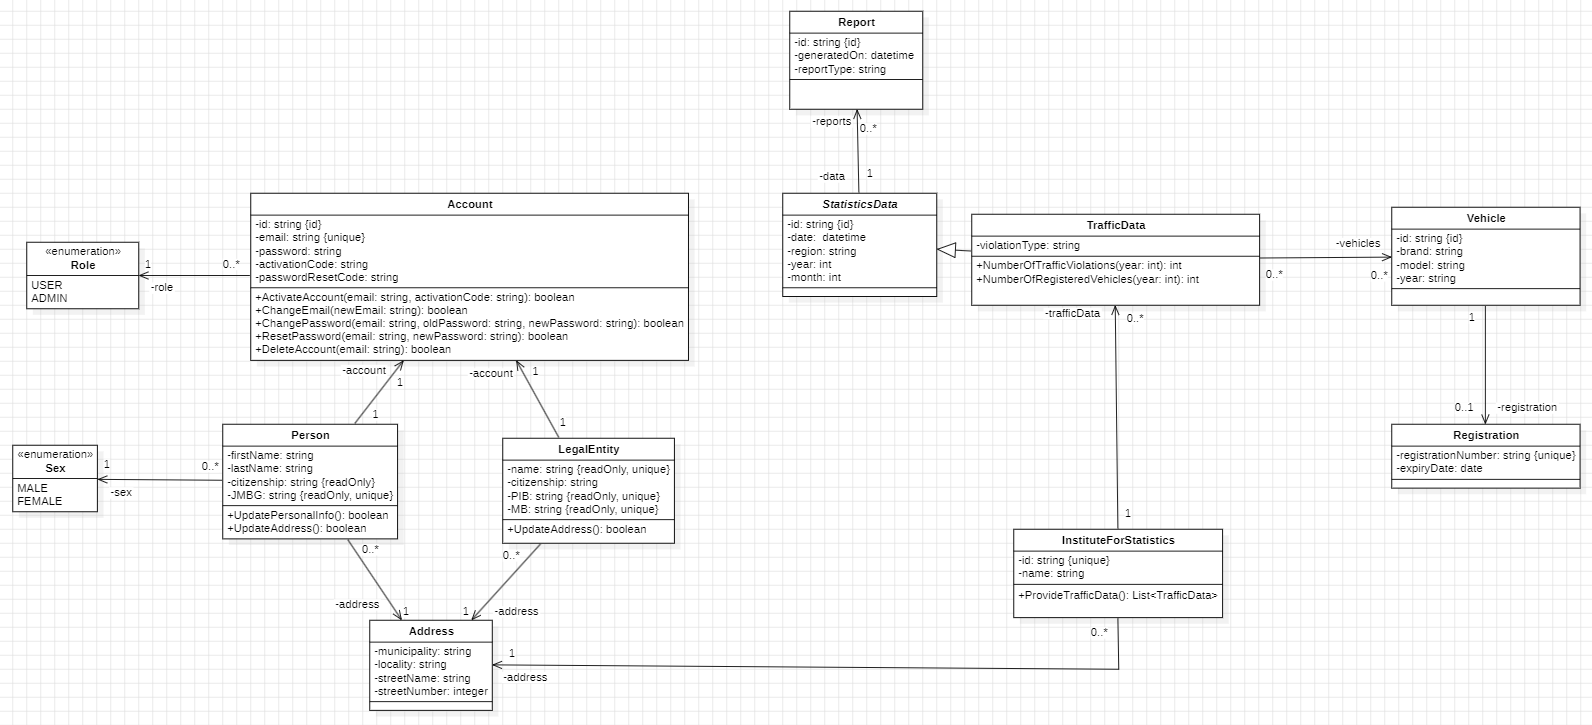 Report
-id: string {id}
-generatedOn: datetime
-reportType: string
-reports
0..*
-data
1
Account
-id: string {id}
-email: string {unique}
-password: string
-activationCode: string
-passwordResetCode: string
+ActivateAccount(email: string, activationCode: string): boolean
+ChangeEmail(newEmail: string): boolean
+ChangePassword(email: string, oldPassword: string, newPassword: string): boolean
+ResetPassword(email: string, newPassword: string): boolean
+DeleteAccount(email: string): boolean
«enumeration»
Role
USER
ADMIN
1
0..*
-role
StatisticsData
-id: string {id}
-date:  datetime
-region: string
-year: int
-month: int
TrafficData
-violationType: string
+NumberOfTrafficViolations(year: int): int
+NumberOfRegisteredVehicles(year: int): int
-vehicles
0..*
0..*
Vehicle
-id: string {id}
-brand: string
-model: string
-year: string
-trafficData
0..*
1
0..1
-registration
-account
1
1
-account
1
1
Person
-firstName: string
-lastName: string
-citizenship: string {readOnly}
-JMBG: string {readOnly, unique}
+UpdatePersonalInfo(): boolean
+UpdateAddress(): boolean
«enumeration»
Sex
MALE
FEMALE
1
0..*
-sex
LegalEntity
-name: string {readOnly, unique}
-citizenship: string
-PIB: string {readOnly, unique}
-MB: string {readOnly, unique}
+UpdateAddress(): boolean
Registration
-registrationNumber: string {unique}
-expiryDate: date
1
InstituteForStatistics
-id: string {unique}
-name: string
+ProvideTrafficData(): List<TrafficData>
0..*
0..*
0..*
-address
1
1
-address
Address
-municipality: string
-locality: string
-streetName: string
-streetNumber: integer
1
-address